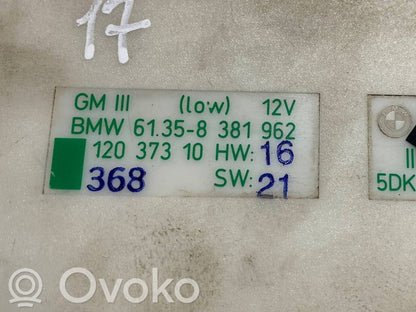 17
GM III (low) 12V
BMW 61.35-8 381 962
120 373 10 HW: 16
368 SW: 21
II
5DK
Ovoko